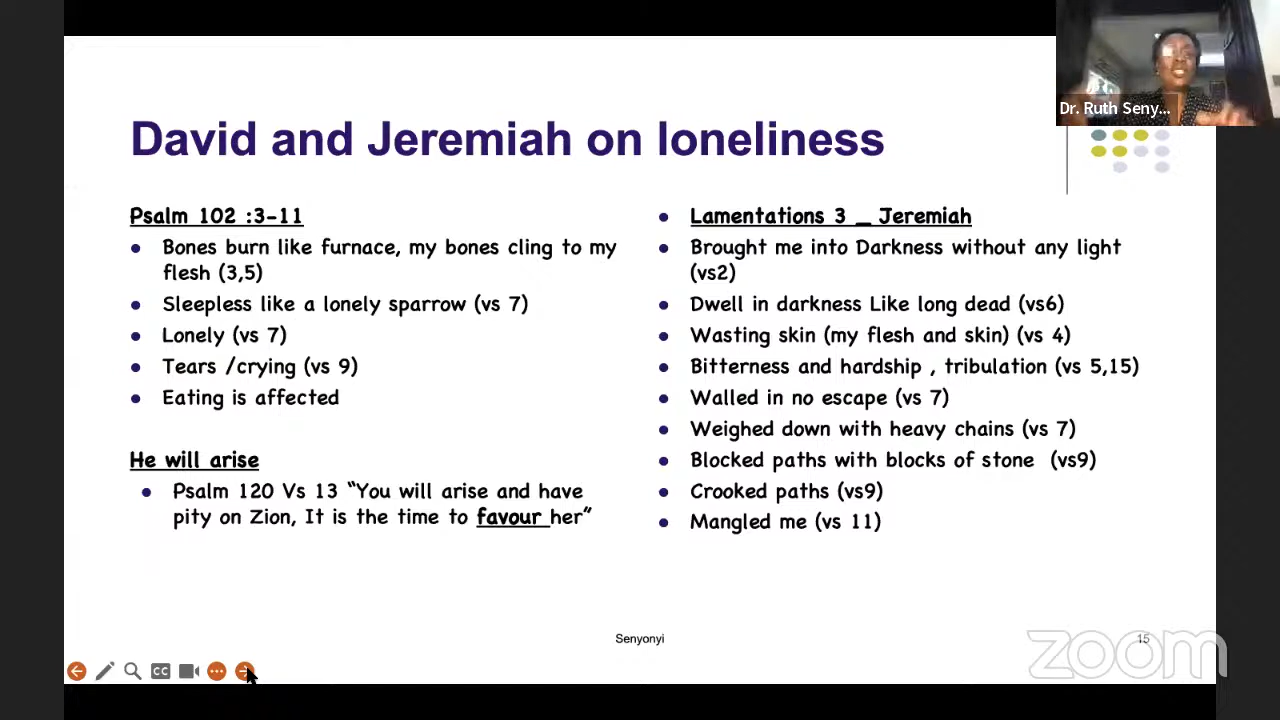 Dr. Ruth Seny...
David and Jeremiah on loneliness
Psalm 102 :3-11
Bones burn like furnace, my bones cling to my
flesh (3,5)
Sleepless like a lonely sparrow (vs 7)
Lonely (vs 7)
Tears /crying (vs 9)
Eating is affected
He will arise
Psalm 120 Vs 13 “You will arise and have
pity on Zion, It is the time to favour her”
Lamentations 3 _ Jeremiah
Brought me into Darkness without any light
(vs2)
Dwell in darkness Like long dead (vs6)
Wasting skin (my flesh and skin) (vs 4)
Bitterness and hardship , tribulation (vs 5,15)
Walled in no escape (vs 7)
Weighed down with heavy chains (vs 7)
Blocked paths with blocks of stone (vs9)
Crooked paths (vs9)
Mangled me (vs 11)
Senyonyi
15
zoom
CC